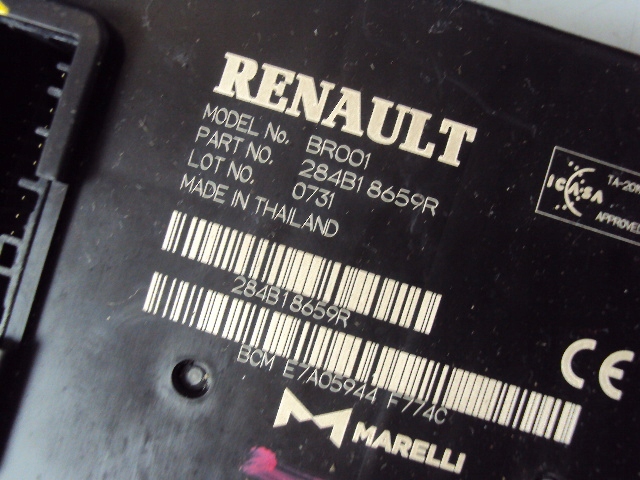 RENAULT
MODEL No. BR001
PART NO. 284B18659R
LOT NO. 0731
MADE IN THAILAND
284B18659R
BCM E7A05944 F774C
MARELLI
ICASA
APPROVED
CE